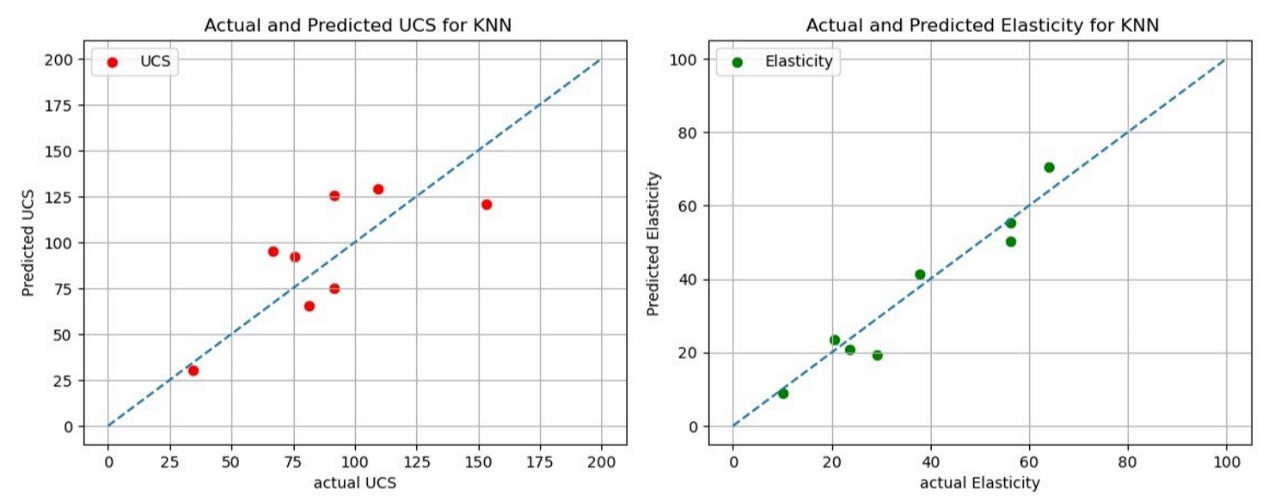 Actual and Predicted UCS for KNN
UCS
200
175
150
125
100
75
50
25
0
Predicted UCS
0 25 50 75 100 125 150 175 200
actual UCS
Actual and Predicted Elasticity for KNN
Elasticity
100
80
60
40
20
0
Predicted Elasticity
0 20 40 60 80 100
actual Elasticity